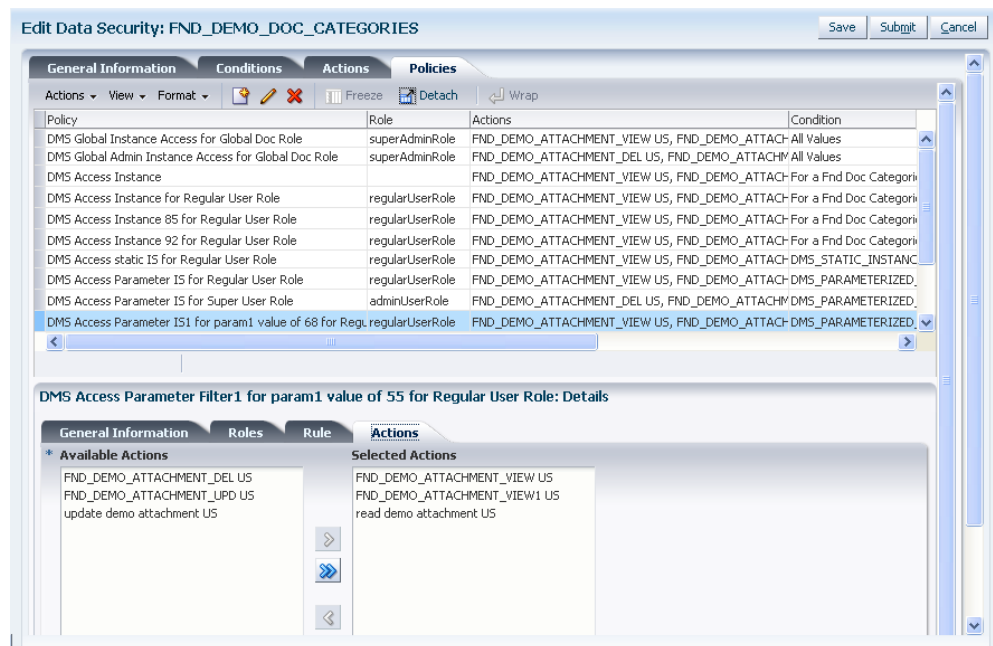 Edit Data Security: FND_DEMO_DOC_CATEGORIES Save Submit Cancel
General Information Conditions Actions Policies
Actions View Format Freeze Detach Wrap
Policy Role Actions Condition
DMS Global Instance Access for Global Doc Role superAdminRole FND_DEMO_ATTACHMENT_VIEW US, FND_DEMO_ATTACH All Values
DMS Global Admin Instance Access for Global Doc Role superAdminRole FND_DEMO_ATTACHMENT_DEL US, FND_DEMO_ATTACHM All Values
DMS Access Instance FND_DEMO_ATTACHMENT_VIEW US, FND_DEMO_ATTACH For a Fnd Doc Categori
DMS Access Instance for Regular User Role regularUserRole FND_DEMO_ATTACHMENT_VIEW US, FND_DEMO_ATTACH For a Fnd Doc Categori
DMS Access Instance 85 for Regular User Role regularUserRole FND_DEMO_ATTACHMENT_VIEW US, FND_DEMO_ATTACH For a Fnd Doc Categori
DMS Access Instance 92 for Regular User Role regularUserRole FND_DEMO_ATTACHMENT_VIEW US, FND_DEMO_ATTACH For a Fnd Doc Categori
DMS Access static IS for Regular User Role regularUserRole FND_DEMO_ATTACHMENT_VIEW US, FND_DEMO_ATTACH DMS_STATIC_INSTANC
DMS Access Parameter IS for Regular User Role regularUserRole FND_DEMO_ATTACHMENT_VIEW US, FND_DEMO_ATTACH DMS_PARAMETERIZED_
DMS Access Parameter IS for Super User Role adminUserRole FND_DEMO_ATTACHMENT_DEL US, FND_DEMO_ATTACHM DMS_PARAMETERIZED_
DMS Access Parameter IS1 for param1 value of 68 for Regu regularUserRole FND_DEMO_ATTACHMENT_VIEW US, FND_DEMO_ATTACH DMS_PARAMETERIZED_
DMS Access Parameter Filter1 for param1 value of 55 for Regular User Role: Details
General Information Roles Rule Actions
* Available Actions Selected Actions
FND_DEMO_ATTACHMENT_DEL US FND_DEMO_ATTACHMENT_VIEW US
FND_DEMO_ATTACHMENT_UPD US FND_DEMO_ATTACHMENT_VIEW1 US
update demo attachment US read demo attachment US